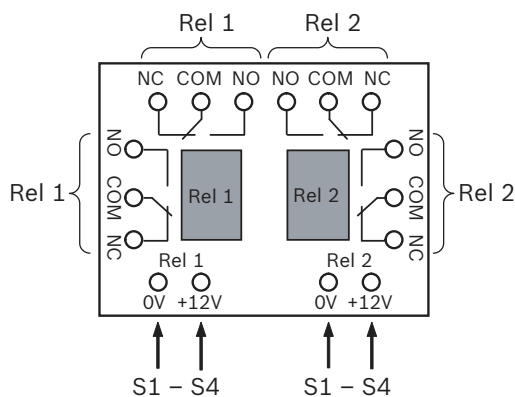 Rel 1 Rel 2
NC COM NO NO COM NC
Rel 1 NO COM NC
Rel 1 Rel 2
NO COM NC Rel 2
Rel 1 Rel 2
0V +12V 0V +12V
S1 – S4 S1 – S4